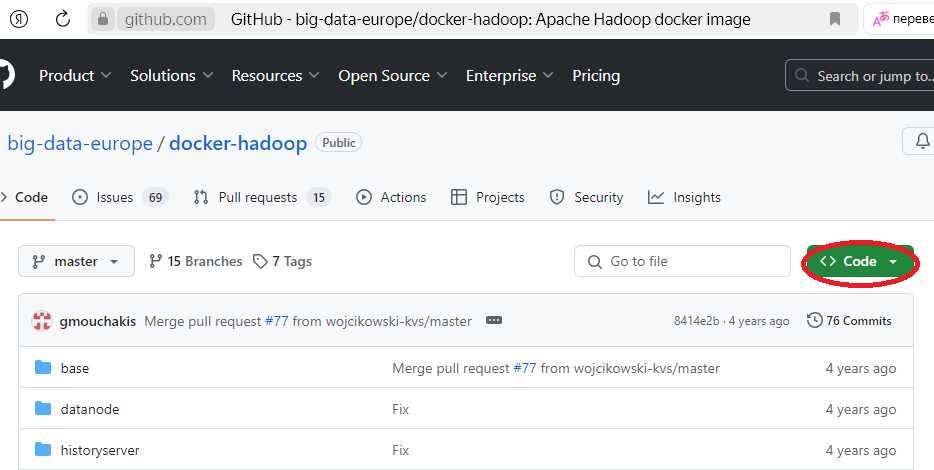 Я github.com GitHub - big-data-europe/docker-hadoop: Apache Hadoop docker image Aあ переве
Product Solutions Resources Open Source Enterprise Pricing Search or jump to...
big-data-europe / docker-hadoop Public
Code Issues 69 Pull requests 15 Actions Projects Security Insights
master 15 Branches 7 Tags Go to file <> Code
gmouchakis Merge pull request #77 from wojcikowski-kvs/master 8414e2b · 4 years ago 76 Commits
base Merge pull request #77 from wojcikowski-kvs/master 4 years ago
datanode Fix 4 years ago
historyserver Fix 4 years ago